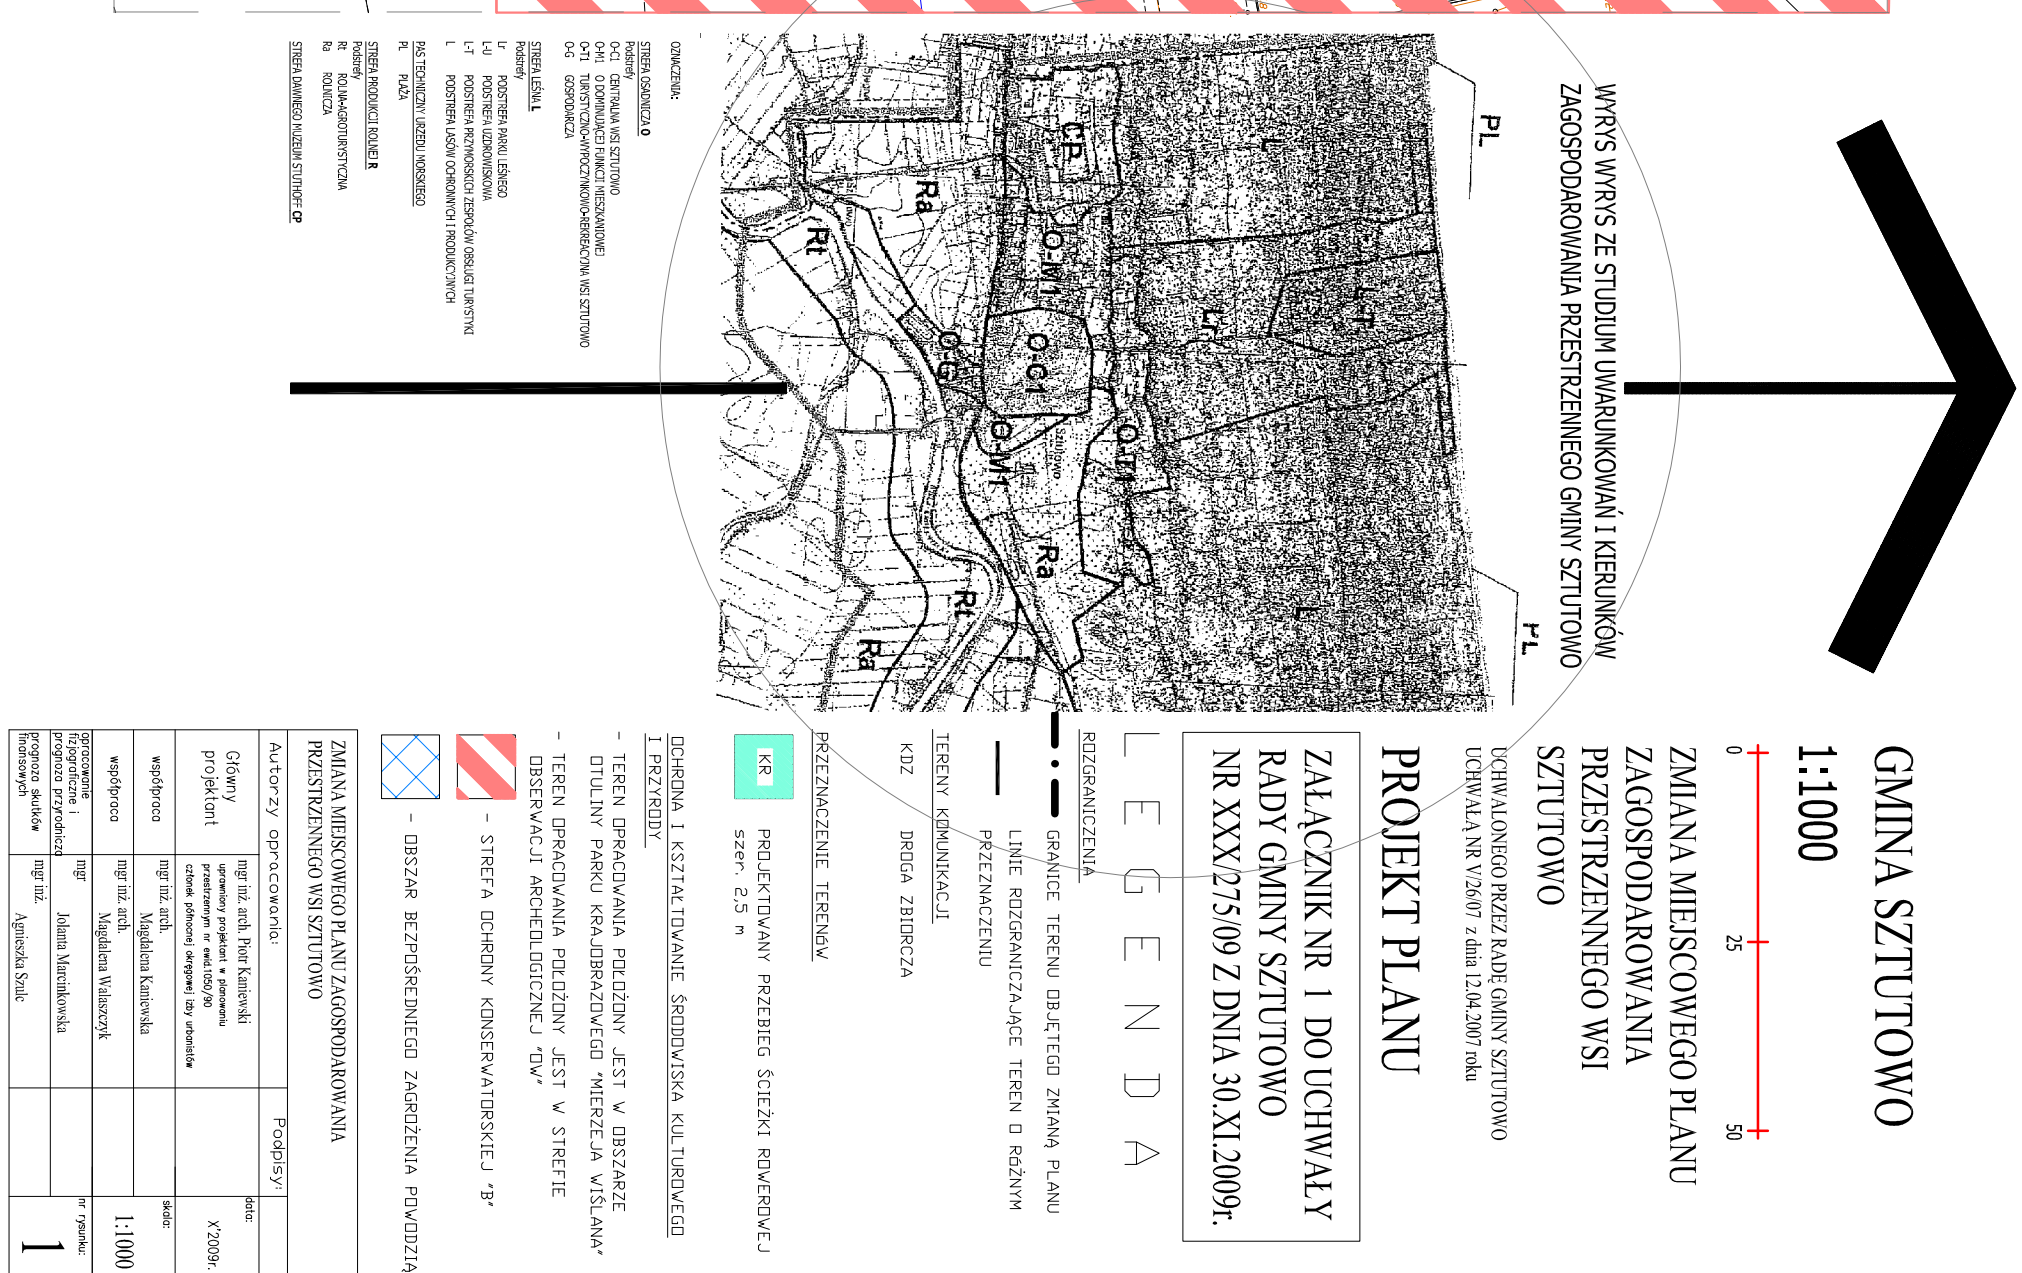 GMINA SZTUTOWO
1:1000
0 25 50
ZMIANA MIEJSCOWEGO PLANU
ZAGOSPODAROWANIA
PRZESTRZENNEGO WSI
SZTUTOWO
UCHWALONEGO PRZEZ RADĘ GMINY SZTUTOWO
UCHWAŁĄ NR V/26/07 z dnia 12.04.2007 roku
PROJEKT PLANU
ZAŁĄCZNIK NR 1 DO UCHWAŁY
RADY GMINY SZTUTOWO
NR XXX/275/09 Z DNIA 30.XI.2009r.
LEGENDA
ROZGRANICZENIA
GRANICE TERENU OBJĘTEGO ZMIANĄ PLANU
LINIE ROZGRANICZAJĄCE TEREN O RÓŻNYM
PRZEZNACZENIU
TERENY KOMUNIKACJI
KDZ DROGA ZBIORCZA
PRZEZNACZENIE TERENÓW
KR
PROJEKTOWANY PRZEBIEG ŚCIEŻKI ROWEROWEJ
szer. 2,5 m
OCHRONA I KSZTAŁTOWANIE ŚRODOWISKA KULTUROWEGO
I PRZYRODY
- TEREN OPRACOWANIA POŁOŻONY JEST W OBSZARZE
OTULINY PARKU KRAJOBRAZOWEGO "MIERZEJA WIŚLANA"
- TEREN OPRACOWANIA POŁOŻONY JEST W STREFIE
OBSERWACJI ARCHEOLOGICZNEJ "OW"
- STREFA OCHRONY KONSERWATORSKIEJ "B"
- OBSZAR BEZPOŚREDNIEGO ZAGROŻENIA POWODZIĄ
ZMIANA MIEJSCOWEGO PLANU ZAGOSPODAROWANIA
PRZESTRZENNEGO WSI SZTUTOWO
Autorzy opracowania:
Podpisy:
Główny
projektant
mgr inż. arch. Piotr Kaniewski
uprawniony projektant w planowaniu
przestrzennym nr ewid.1050/90
członek północnej okręgowej izby urbanistów
data:
X'2009r.
współpraca
mgr inż. arch.
Magdalena Kaniewska
skala:
1:1000
współpraca
mgr inż. arch.
Magdalena Walaszczyk
opracowanie
fizjograficzne i
prognoza przyrodnicza
mgr
Jolanta Marcinkowska
nr rysunku:
1
prognoza skutków
finansowych
mgr inż.
Agnieszka Szulc
WYRYS WYRYS ZE STUDIUM UWARUNKOWAŃ I KIERUNKÓW
ZAGOSPODAROWANIA PRZESTRZENNEGO GMINY SZTUTOWO
PL
PL
L
L-T
Lr
L
CP
O-M1
O-C1
O-T1
O-M1
Sztutowo
O-G
Ra
Rt
Ra
Rt
Ra
OZNACZENIA:
STREFA OSADNICZA O
Podstrefy
O-C1 CENTRALNA WSI SZTUTOWO
O-M1 O DOMINUJĄCEJ FUNKCJI MIESZKANIOWEJ
O-T1 TURYSTYCZNO-WYPOCZYNKOWO-REKREACYJNA WSI SZTUTOWO
O-G GOSPODARCZA
STREFA LEŚNA L
Podstrefy
Lr PODSTREFA PARKU LEŚNEGO
L-U PODSTREFA UZDROWISKOWA
L-T PODSTREFA PRZYMORSKICH ZESPOŁÓW OBSŁUGI TURYSTYKI
L PODSTREFA LASÓW OCHRONNYCH I PRODUKCYJNYCH
PAS TECHNICZNY URZĘDU MORSKIEGO
PL PLAŻA
STREFA PRODUKCJI ROLNEJ R
Podstrefy
Rt ROLNA-AGROTURYSTYCZNA
Ra ROLNICZA
STREFA DAWNEGO MUZEUM STUTHOFF CP